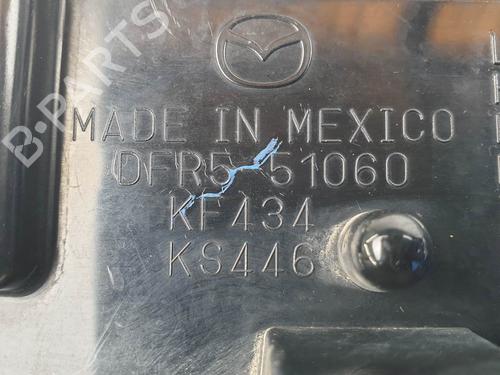 B-PARTS
MADE IN MEXICO
DFR5 51060
KF434
KS446